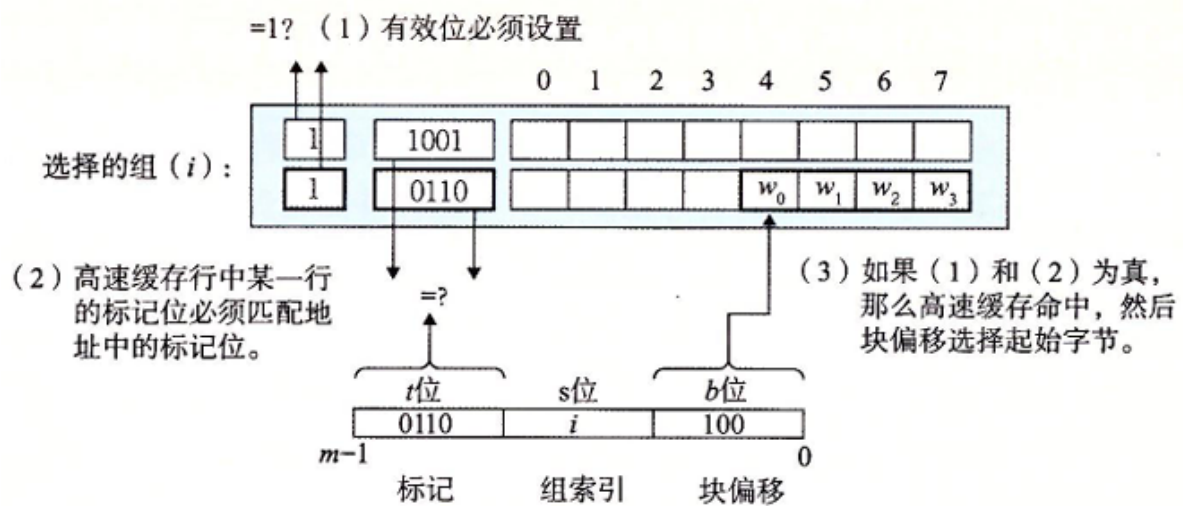 =1? （1）有效位必须设置
0 1 2 3 4 5 6 7
选择的组（i）：
1 1001
1 0110 w0 w1 w2 w3
（2）高速缓存行中某一行
的标记位必须匹配地
址中的标记位。
=?
（3）如果（1）和（2）为真，
那么高速缓存命中，然后
块偏移选择起始字节。
t位 s位 b位
0110 i 100
m−1 0
标记 组索引 块偏移